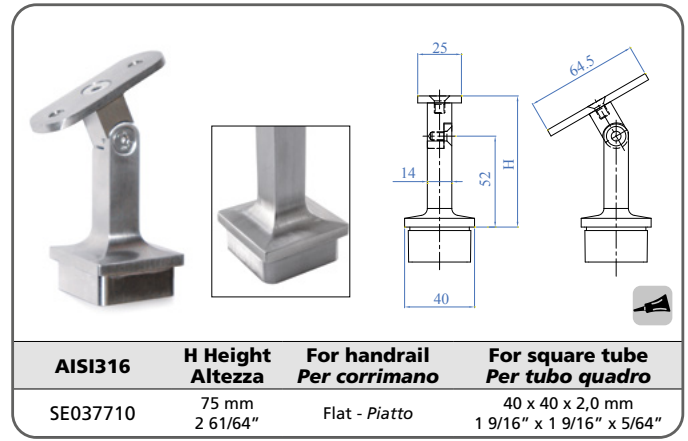 25
64.5
14
52
H
40
AISI316
H Height
Altezza
For handrail
Per corrimano
For square tube
Per tubo quadro
SE037710
75 mm
2 61/64”
Flat - Piatto
40 x 40 x 2,0 mm
1 9/16” x 1 9/16” x 5/64”